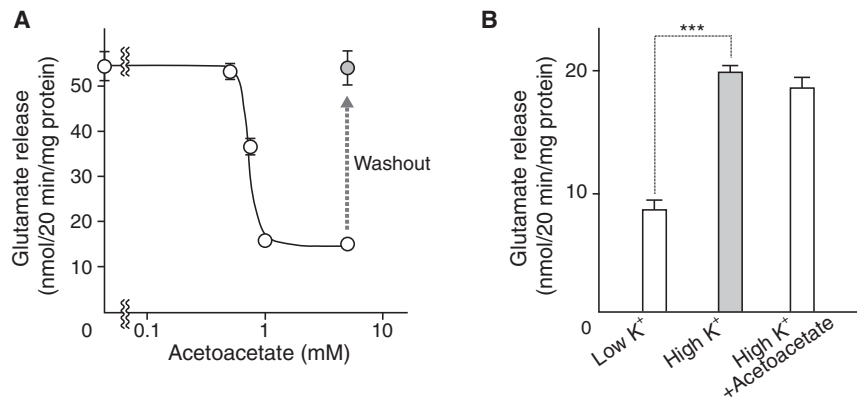 A
Glutamate release
(nmol/20 min/mg protein)
50
40
30
20
10
0
0.1
1
10
Acetoacetate (mM)
Washout
B
Glutamate release
(nmol/20 min/mg protein)
***
20
10
0
Low K⁺
High K⁺
High K⁺
+Acetoacetate